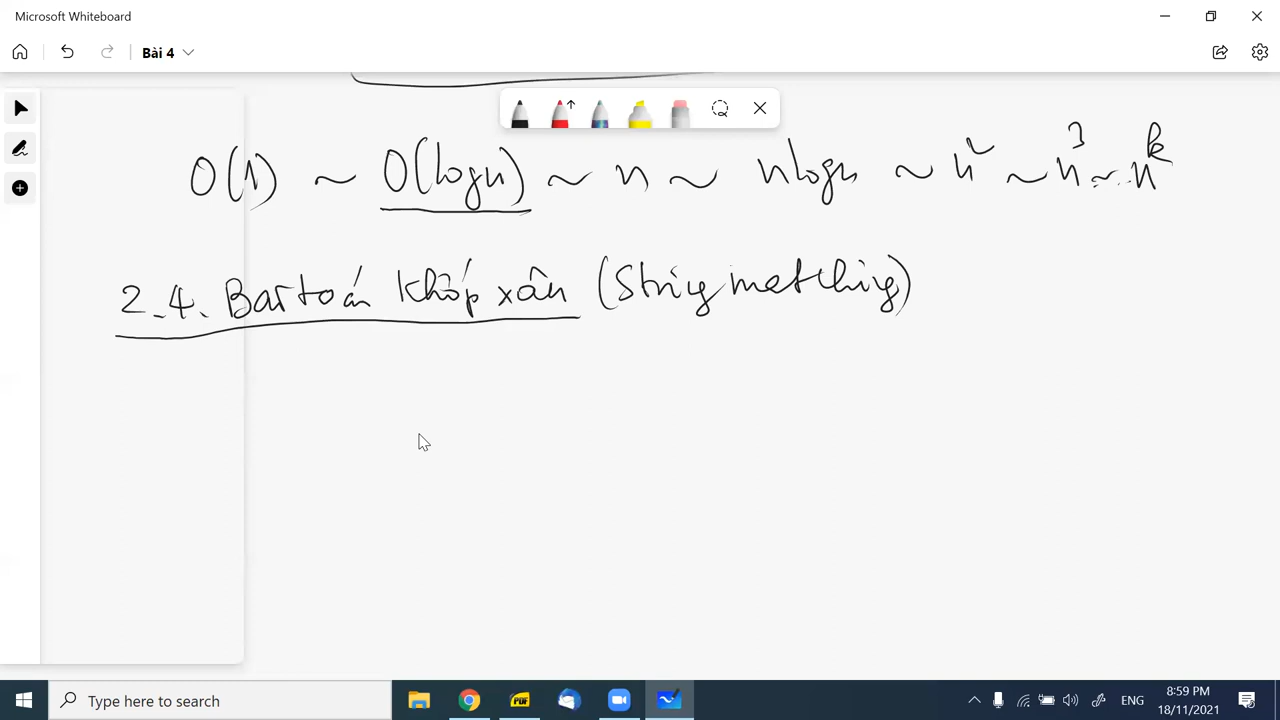 Microsoft Whiteboard
Bài 4
O(1) ~ O(logn) ~ n ~ nlogn ~ n² ~ n³ ~ .. n^k
2.4. Bài toán Khớp xâu (String matching)
Type here to search
ENG
8:59 PM
18/11/2021